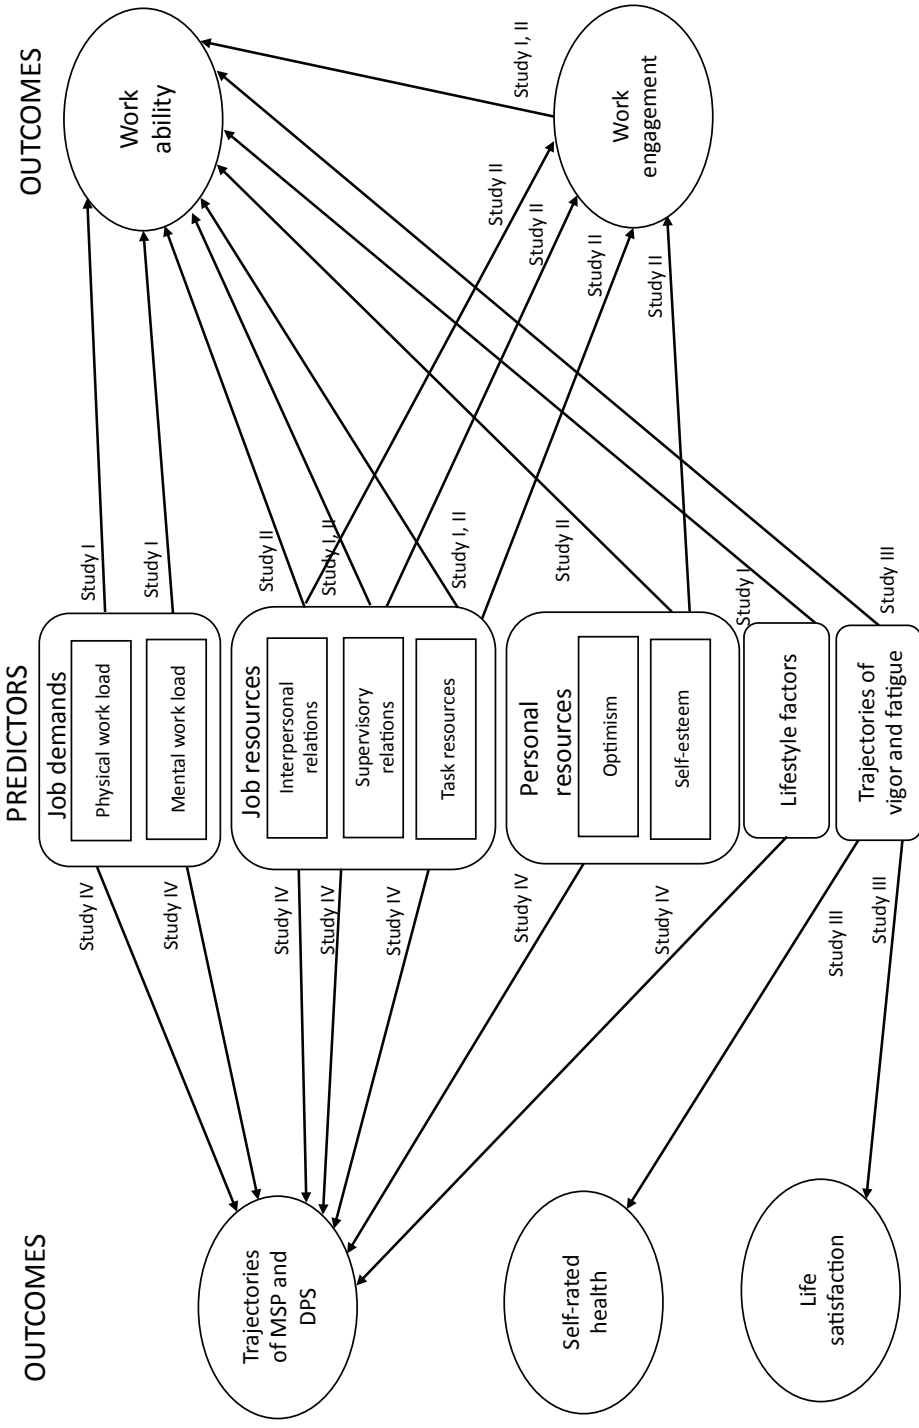 OUTCOMES
PREDICTORS
OUTCOMES
Trajectories
of MSP and
DPS
Self-rated
health
Life
satisfaction
Study IV
Study IV
Study IV
Study IV
Study IV
Study IV
Study IV
Study III
Study III
Job demands
Physical work load
Mental work load
Job resources
Interpersonal
relations
Supervisory
relations
Task resources
Personal
resources
Optimism
Self-esteem
Lifestyle factors
Trajectories of
vigor and fatigue
Study I
Study I
Study II
Study I, II
Study I, II
Study II
Study I
Study III
Study II
Study II
Study II
Study II
Study I, II
Work
ability
Work
engagement